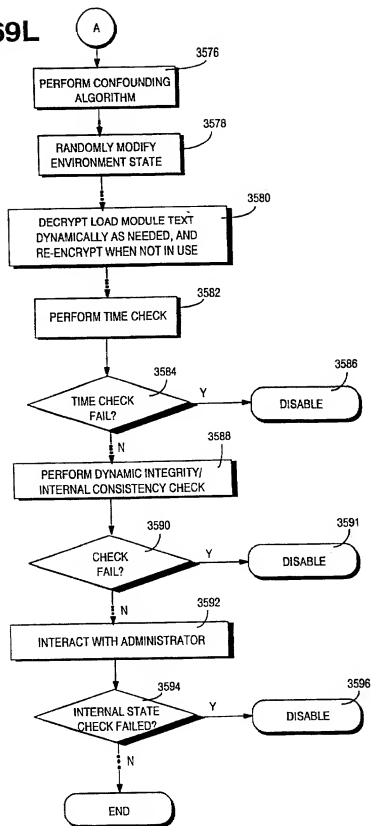 69L
A
3576
PERFORM CONFOUNDING
ALGORITHM
3578
RANDOMLY MODIFY
ENVIRONMENT STATE
3580
DECRYPT LOAD MODULE TEXT
DYNAMICALLY AS NEEDED, AND
RE-ENCRYPT WHEN NOT IN USE
3582
PERFORM TIME CHECK
3584
TIME CHECK
FAIL?
Y
3586
DISABLE
N
3588
PERFORM DYNAMIC INTEGRITY/
INTERNAL CONSISTENCY CHECK
3590
CHECK
FAIL?
Y
3591
DISABLE
N
3592
INTERACT WITH ADMINISTRATOR
3594
INTERNAL STATE
CHECK FAILED?
Y
3596
DISABLE
N
END